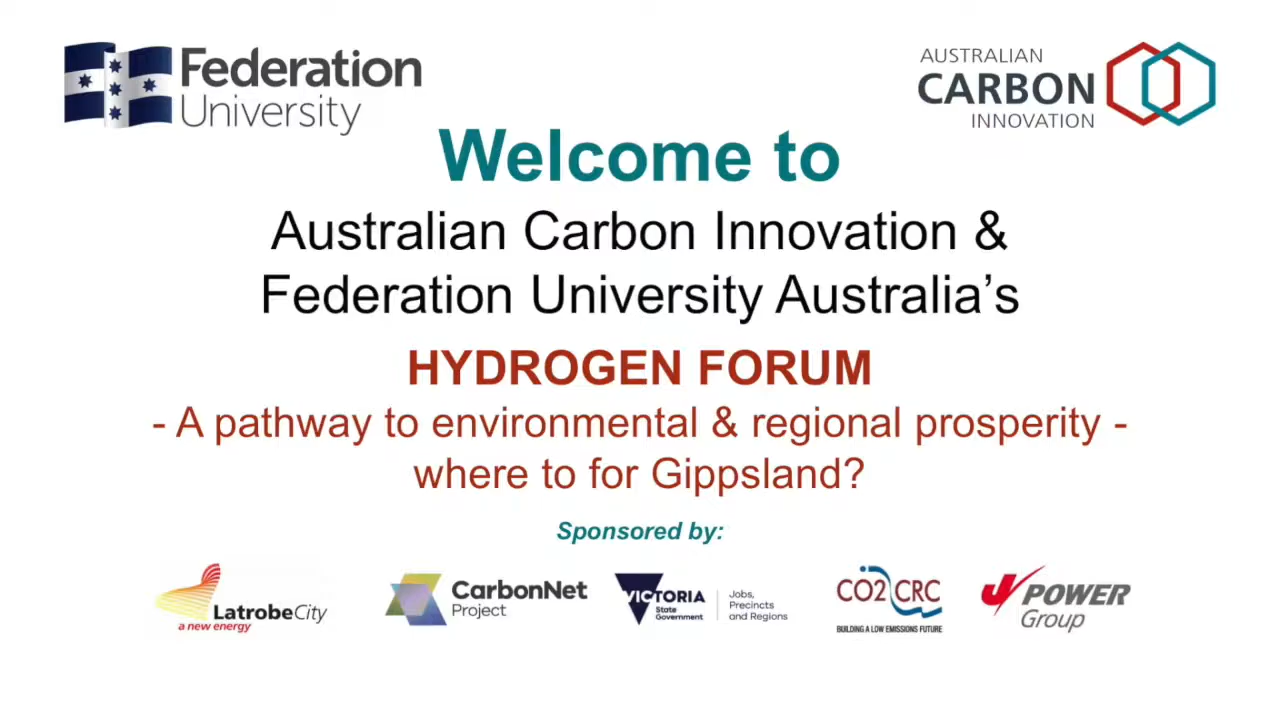 Federation
University
AUSTRALIAN
CARBON
INNOVATION
Welcome to
Australian Carbon Innovation &
Federation University Australia’s
HYDROGEN FORUM
- A pathway to environmental & regional prosperity -
where to for Gippsland?
Sponsored by:
LatrobeCity
a new energy
CarbonNet
Project
VICTORIA
State
Government
Jobs,
Precincts
and Regions
CO2CRC
BUILDING A LOW EMISSIONS FUTURE
POWER
Group